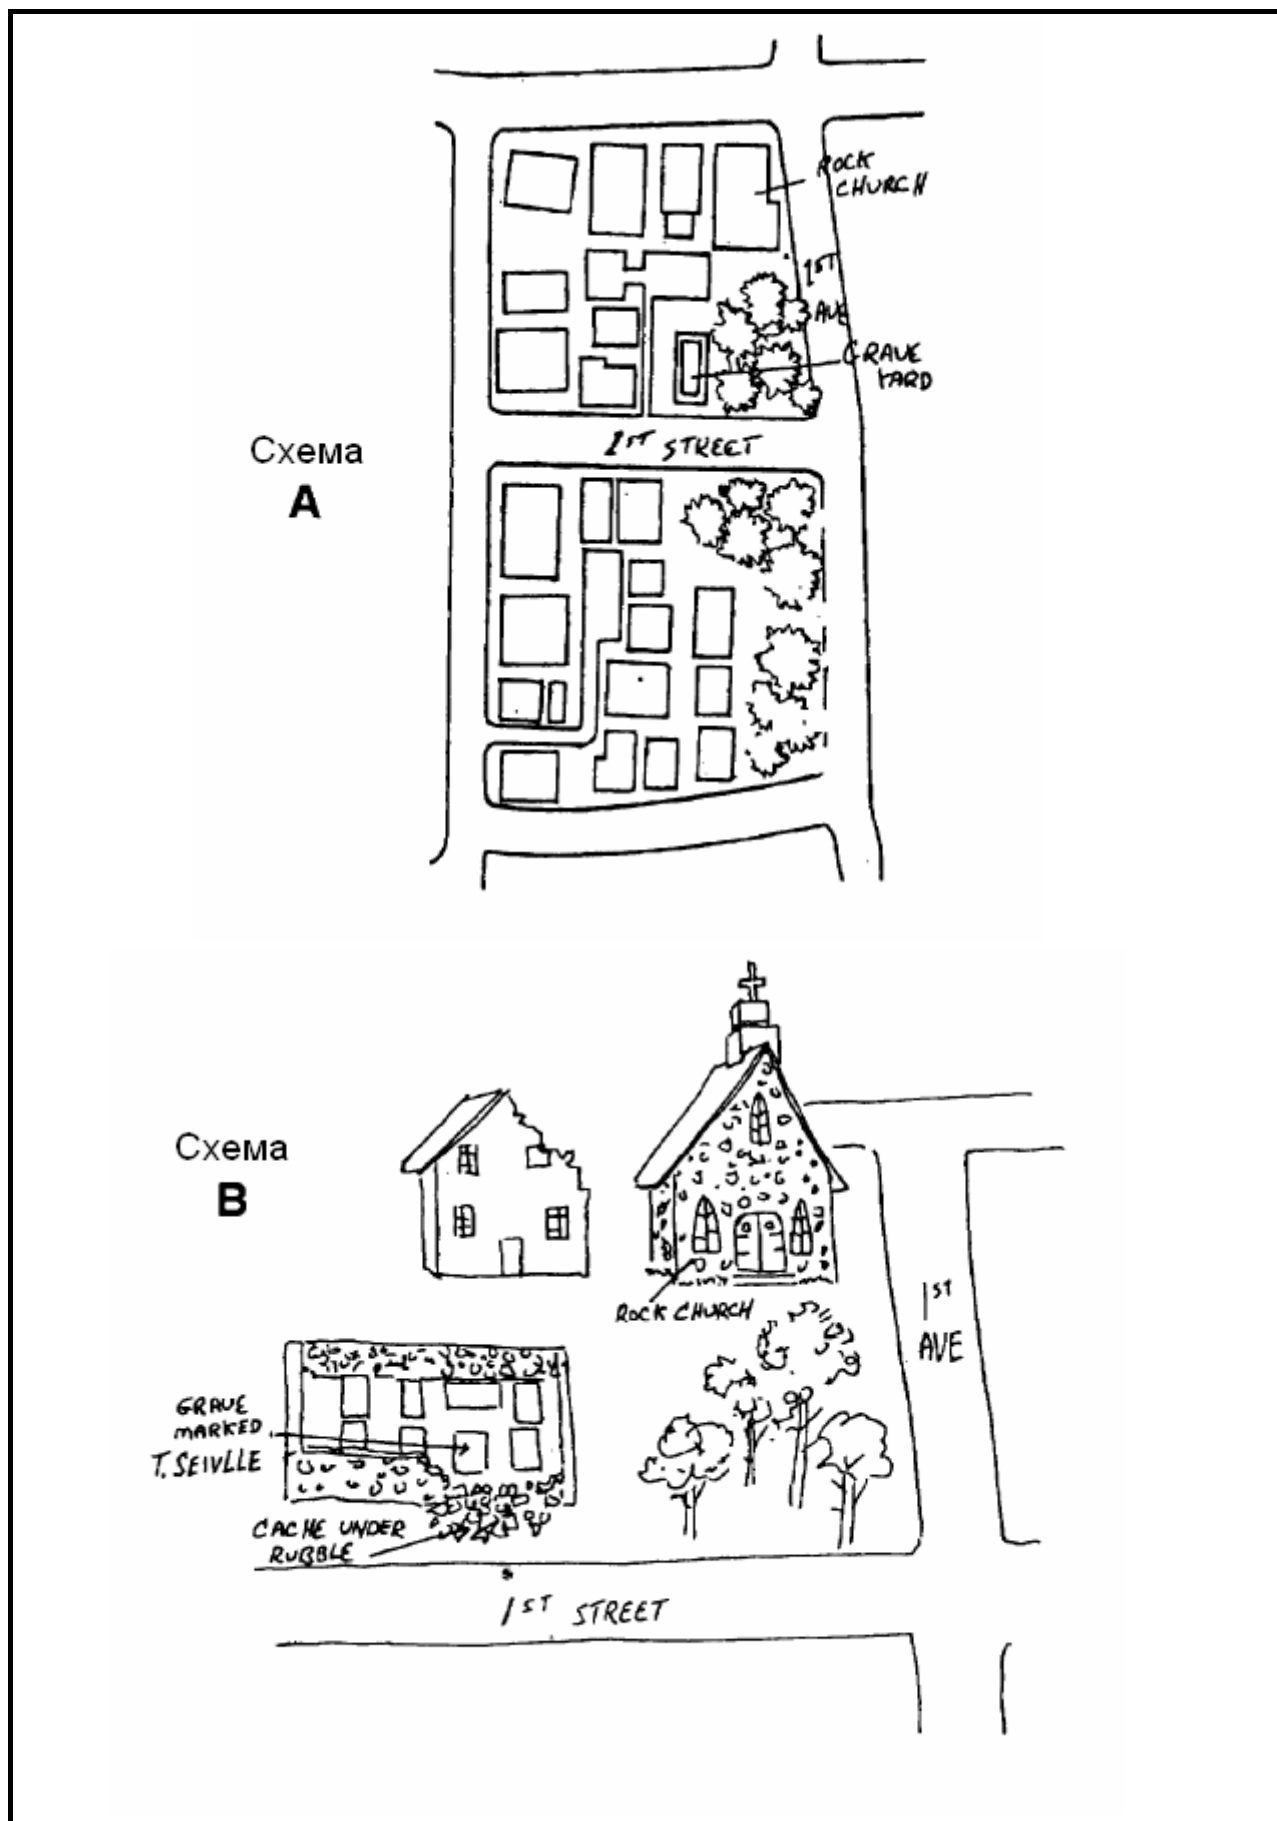 ROCK
CHURCH
1ST
AVE
GRAVE
YARD
Схема
A
1ST STREET
Схема
B
ROCK CHURCH
1ST
AVE
GRAVE
MARKED
T. SEIVLLE
CACHE UNDER
RUBBLE
1ST STREET